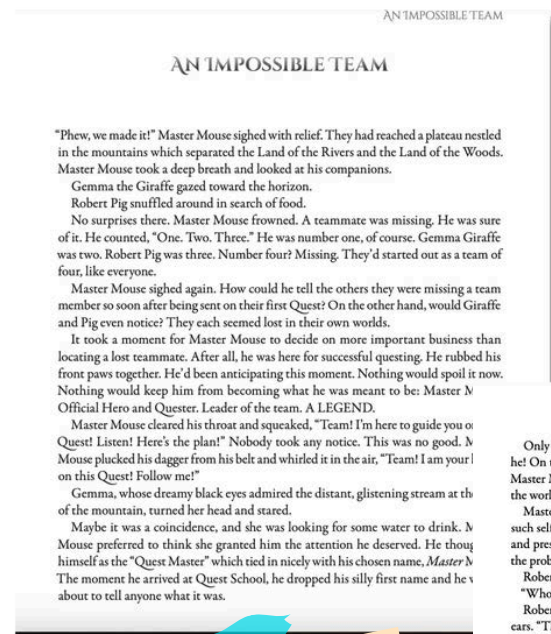 AN IMPOSSIBLE TEAM
AN IMPOSSIBLE TEAM
“Phew, we made it!” Master Mouse sighed with relief. They had reached a plateau nestled
in the mountains which separated the Land of the Rivers and the Land of the Woods.
Master Mouse took a deep breath and looked at his companions.
Gemma the Giraffe gazed toward the horizon.
Robert Pig snuffled around in search of food.
No surprises there. Master Mouse frowned. A teammate was missing. He was sure
of it. He counted, “One. Two. Three.” He was number one, of course. Gemma Giraffe
was two. Robert Pig was three. Number four? Missing. They’d started out as a team of
four, like everyone.
Master Mouse sighed again. How could he tell the others they were missing a team
member so soon after being sent on their first Quest? On the other hand, would Giraffe
and Pig even notice? They each seemed lost in their own worlds.
It took a moment for Master Mouse to decide on more important business than
locating a lost teammate. After all, he was here for successful questing. He rubbed his
front paws together. He’d been anticipating this moment. Nothing would spoil it now.
Nothing would keep him from becoming what he was meant to be: Master M
Official Hero and Quester. Leader of the team. A LEGEND.
Master Mouse cleared his throat and squeaked, “Team! I’m here to guide you
Quest! Listen! Here’s the plan!” Nobody took any notice. This was no good. M
Mouse plucked his dagger from his belt and whirled it in the air, “Team! I am your
on this Quest! Follow me!”
Gemma, whose dreamy black eyes admired the distant, glistening stream at
of the mountain, turned her head and stared.
Maybe it was a coincidence, and she was looking for some water to drink. M
Mouse preferred to think she granted him the attention he deserved. He
himself as the “Quest Master” which tied in nicely with his chosen name, Master M
The moment he arrived at Quest School, he dropped his silly first name and he
about to tell anyone what it was.
Only
he! On
Master
the
such
and
the
ears.